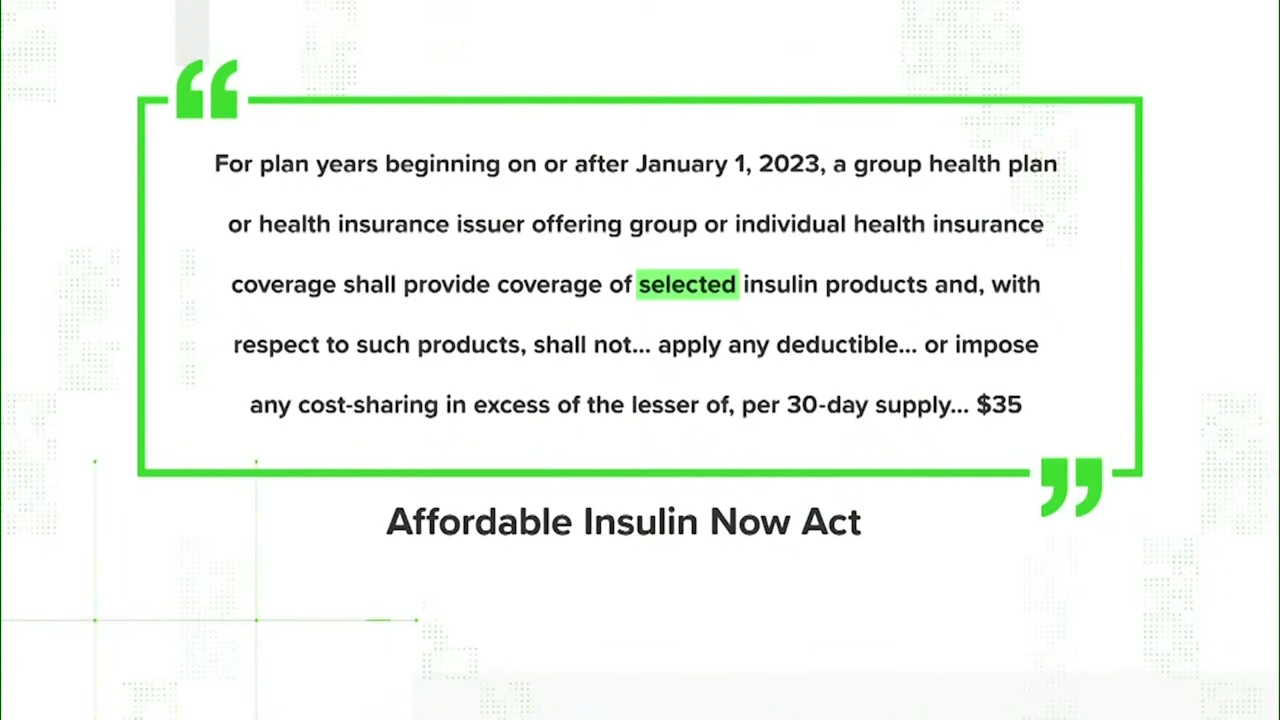 “
For plan years beginning on or after January 1, 2023, a group health plan
or health insurance issuer offering group or individual health insurance
coverage shall provide coverage of selected insulin products and, with
respect to such products, shall not... apply any deductible... or impose
any cost-sharing in excess of the lesser of, per 30-day supply... $35
”
Affordable Insulin Now Act